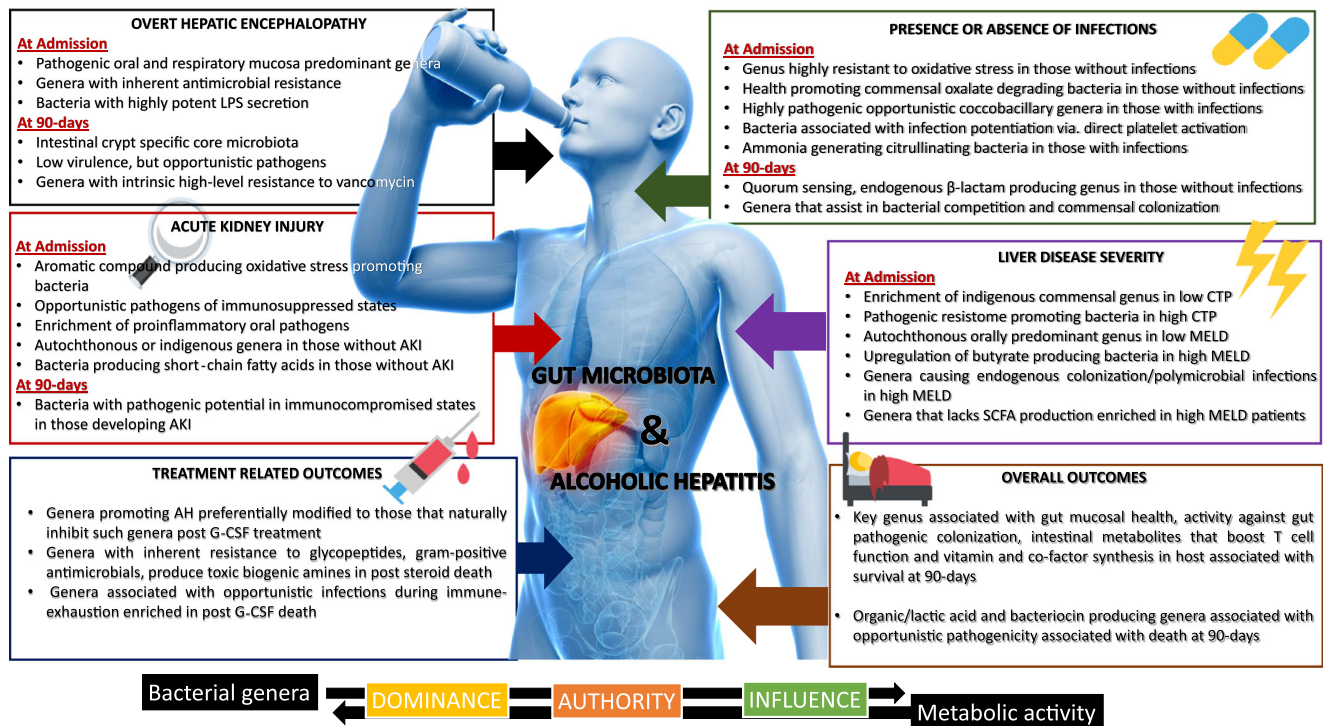 OVERT HEPATIC ENCEPHALOPATHY
At Admission
• Pathogenic oral and respiratory mucosa predominant genera
• Genera with inherent antimicrobial resistance
• Bacteria with highly potent LPS secretion
At 90-days
• Intestinal crypt specific core microbiota
• Low virulence, but opportunistic pathogens
• Genera with intrinsic high-level resistance to vancomycin
ACUTE KIDNEY INJURY
At Admission
• Aromatic compound producing oxidative stress promoting
bacteria
• Opportunistic pathogens of immunosuppressed states
• Enrichment of proinflammatory oral pathogens
• Autochthonous or indigenous genera in those without AKI
• Bacteria producing short-chain fatty acids in those without AKI
At 90-days
• Bacteria with pathogenic potential in immunocompromised states
in those developing AKI
TREATMENT RELATED OUTCOMES
• Genera promoting AH preferentially modified to those that naturally
inhibit such genera post G-CSF treatment
• Genera with inherent resistance to glycopeptides, gram-positive
antimicrobials, produce toxic biogenic amines in post steroid death
• Genera associated with opportunistic infections during immune-
exhaustion enriched in post G-CSF death
GUT MICROBIOTA
&
ALCOHOLIC HEPATITIS
PRESENCE OR ABSENCE OF INFECTIONS
At Admission
• Genus highly resistant to oxidative stress in those without infections
• Health promoting commensal oxalate degrading bacteria in those without infections
• Highly pathogenic opportunistic coccobacillary genera in those with infections
• Bacteria associated with infection potentiation via. direct platelet activation
• Ammonia generating citrullinating bacteria in those with infections
At 90-days
• Quorum sensing, endogenous β-lactam producing genus in those without infections
• Genera that assist in bacterial competition and commensal colonization
LIVER DISEASE SEVERITY
At Admission
• Enrichment of indigenous commensal genus in low CTP
• Pathogenic resistome promoting bacteria in high CTP
• Autochthonous orally predominant genus in low MELD
• Upregulation of butyrate producing bacteria in high MELD
• Genera causing endogenous colonization/polymicrobial infections
in high MELD
• Genera that lacks SCFA production enriched in high MELD patients
OVERALL OUTCOMES
• Key genus associated with gut mucosal health, activity against gut
pathogenic colonization, intestinal metabolites that boost T cell
function and vitamin and co-factor synthesis in host associated with
survival at 90-days
• Organic/lactic acid and bacteriocin producing genera associated with
opportunistic pathogenicity associated with death at 90-days
Bacterial genera
DOMINANCE
AUTHORITY
INFLUENCE
Metabolic activity